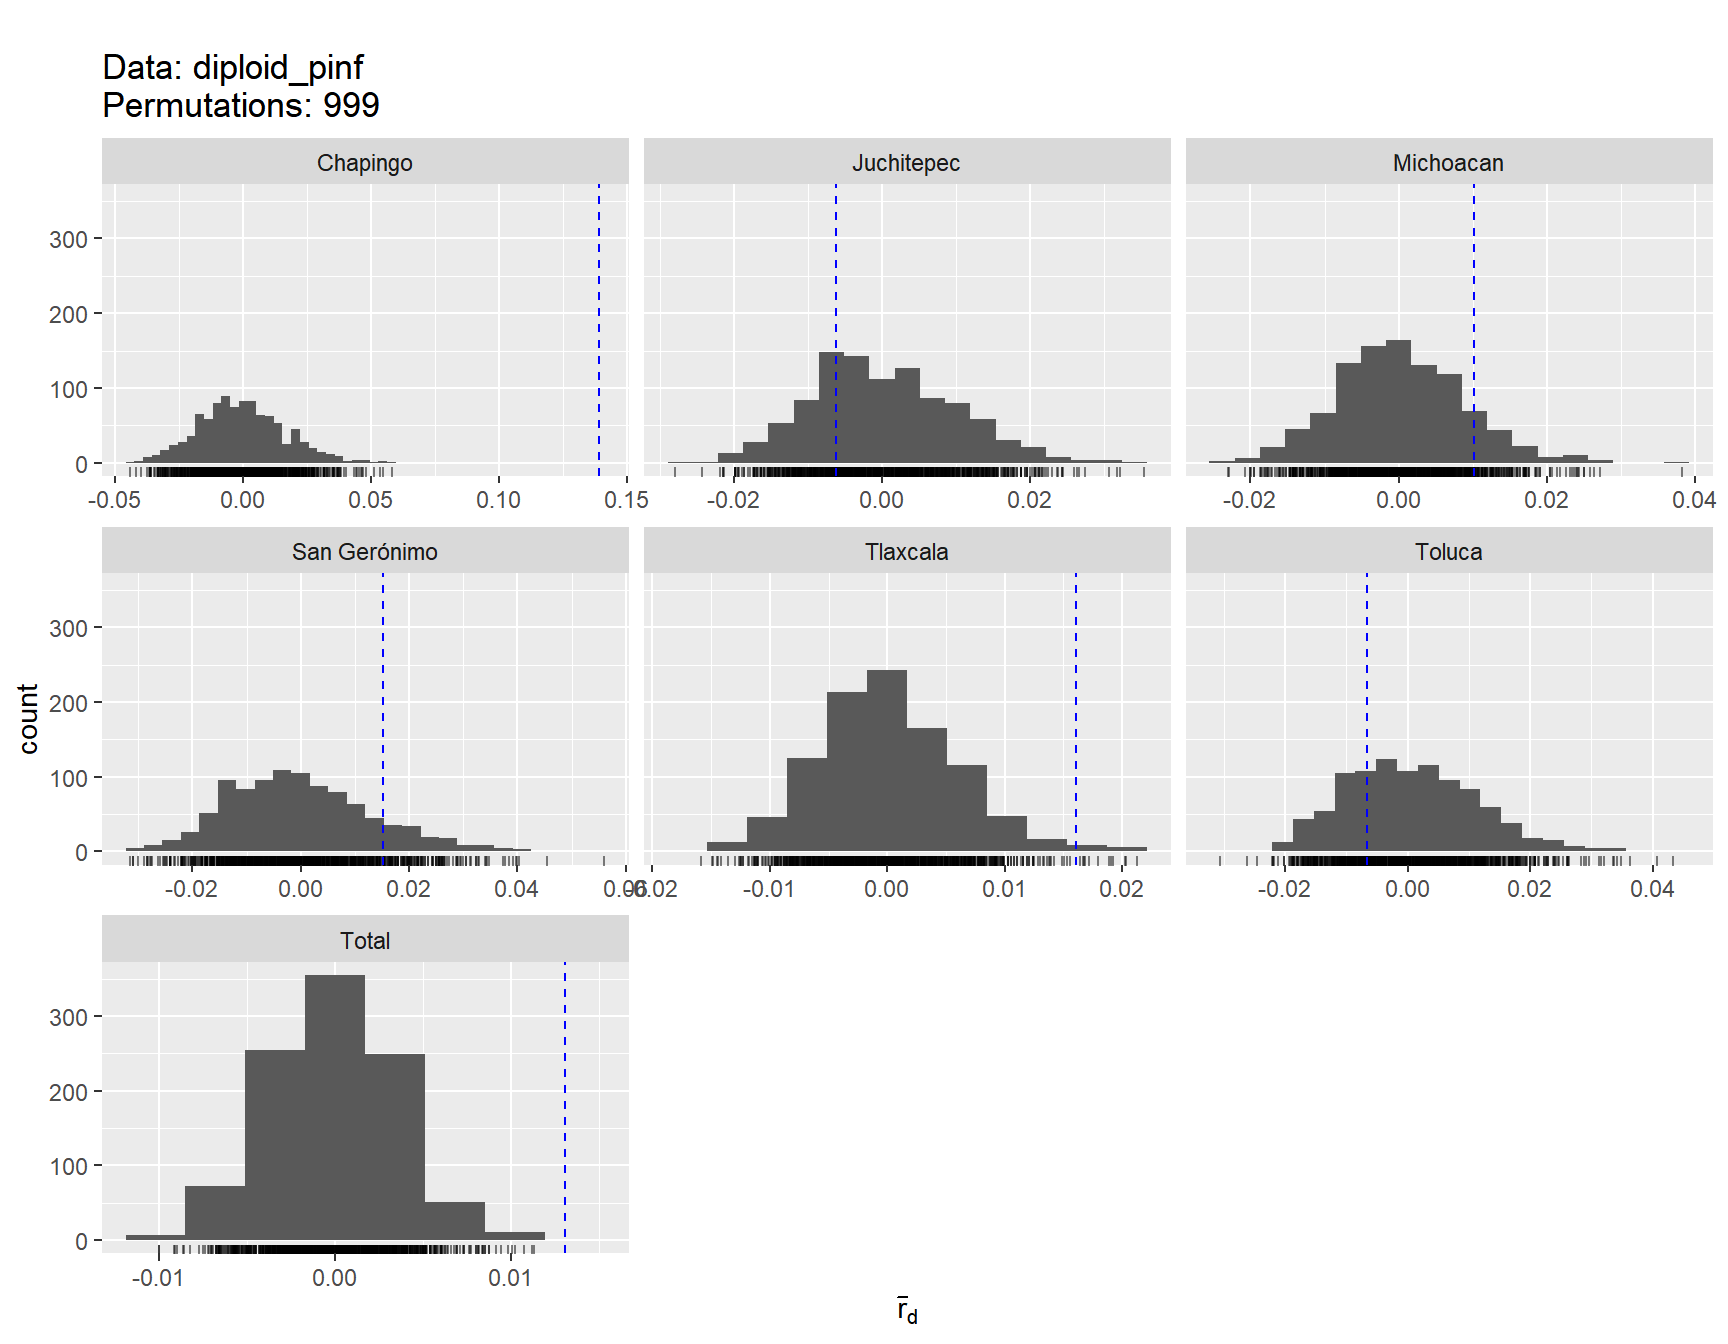 Data: diploid_pinf
Permutations: 999
Chapingo Juchitepec Michoacan
300
200
100
0
-0.05 0.00 0.05 0.10 0.15 -0.02 0.00 0.02 -0.02 0.00 0.02 0.04
San Gerónimo Tlaxcala Toluca
300
200
100
0
-0.02 0.00 0.02 0.04 0.06 -0.02 -0.01 0.00 0.01 0.02 -0.02 0.00 0.02 0.04
count
Total
300
200
100
0
-0.01 0.00 0.01
r̄d